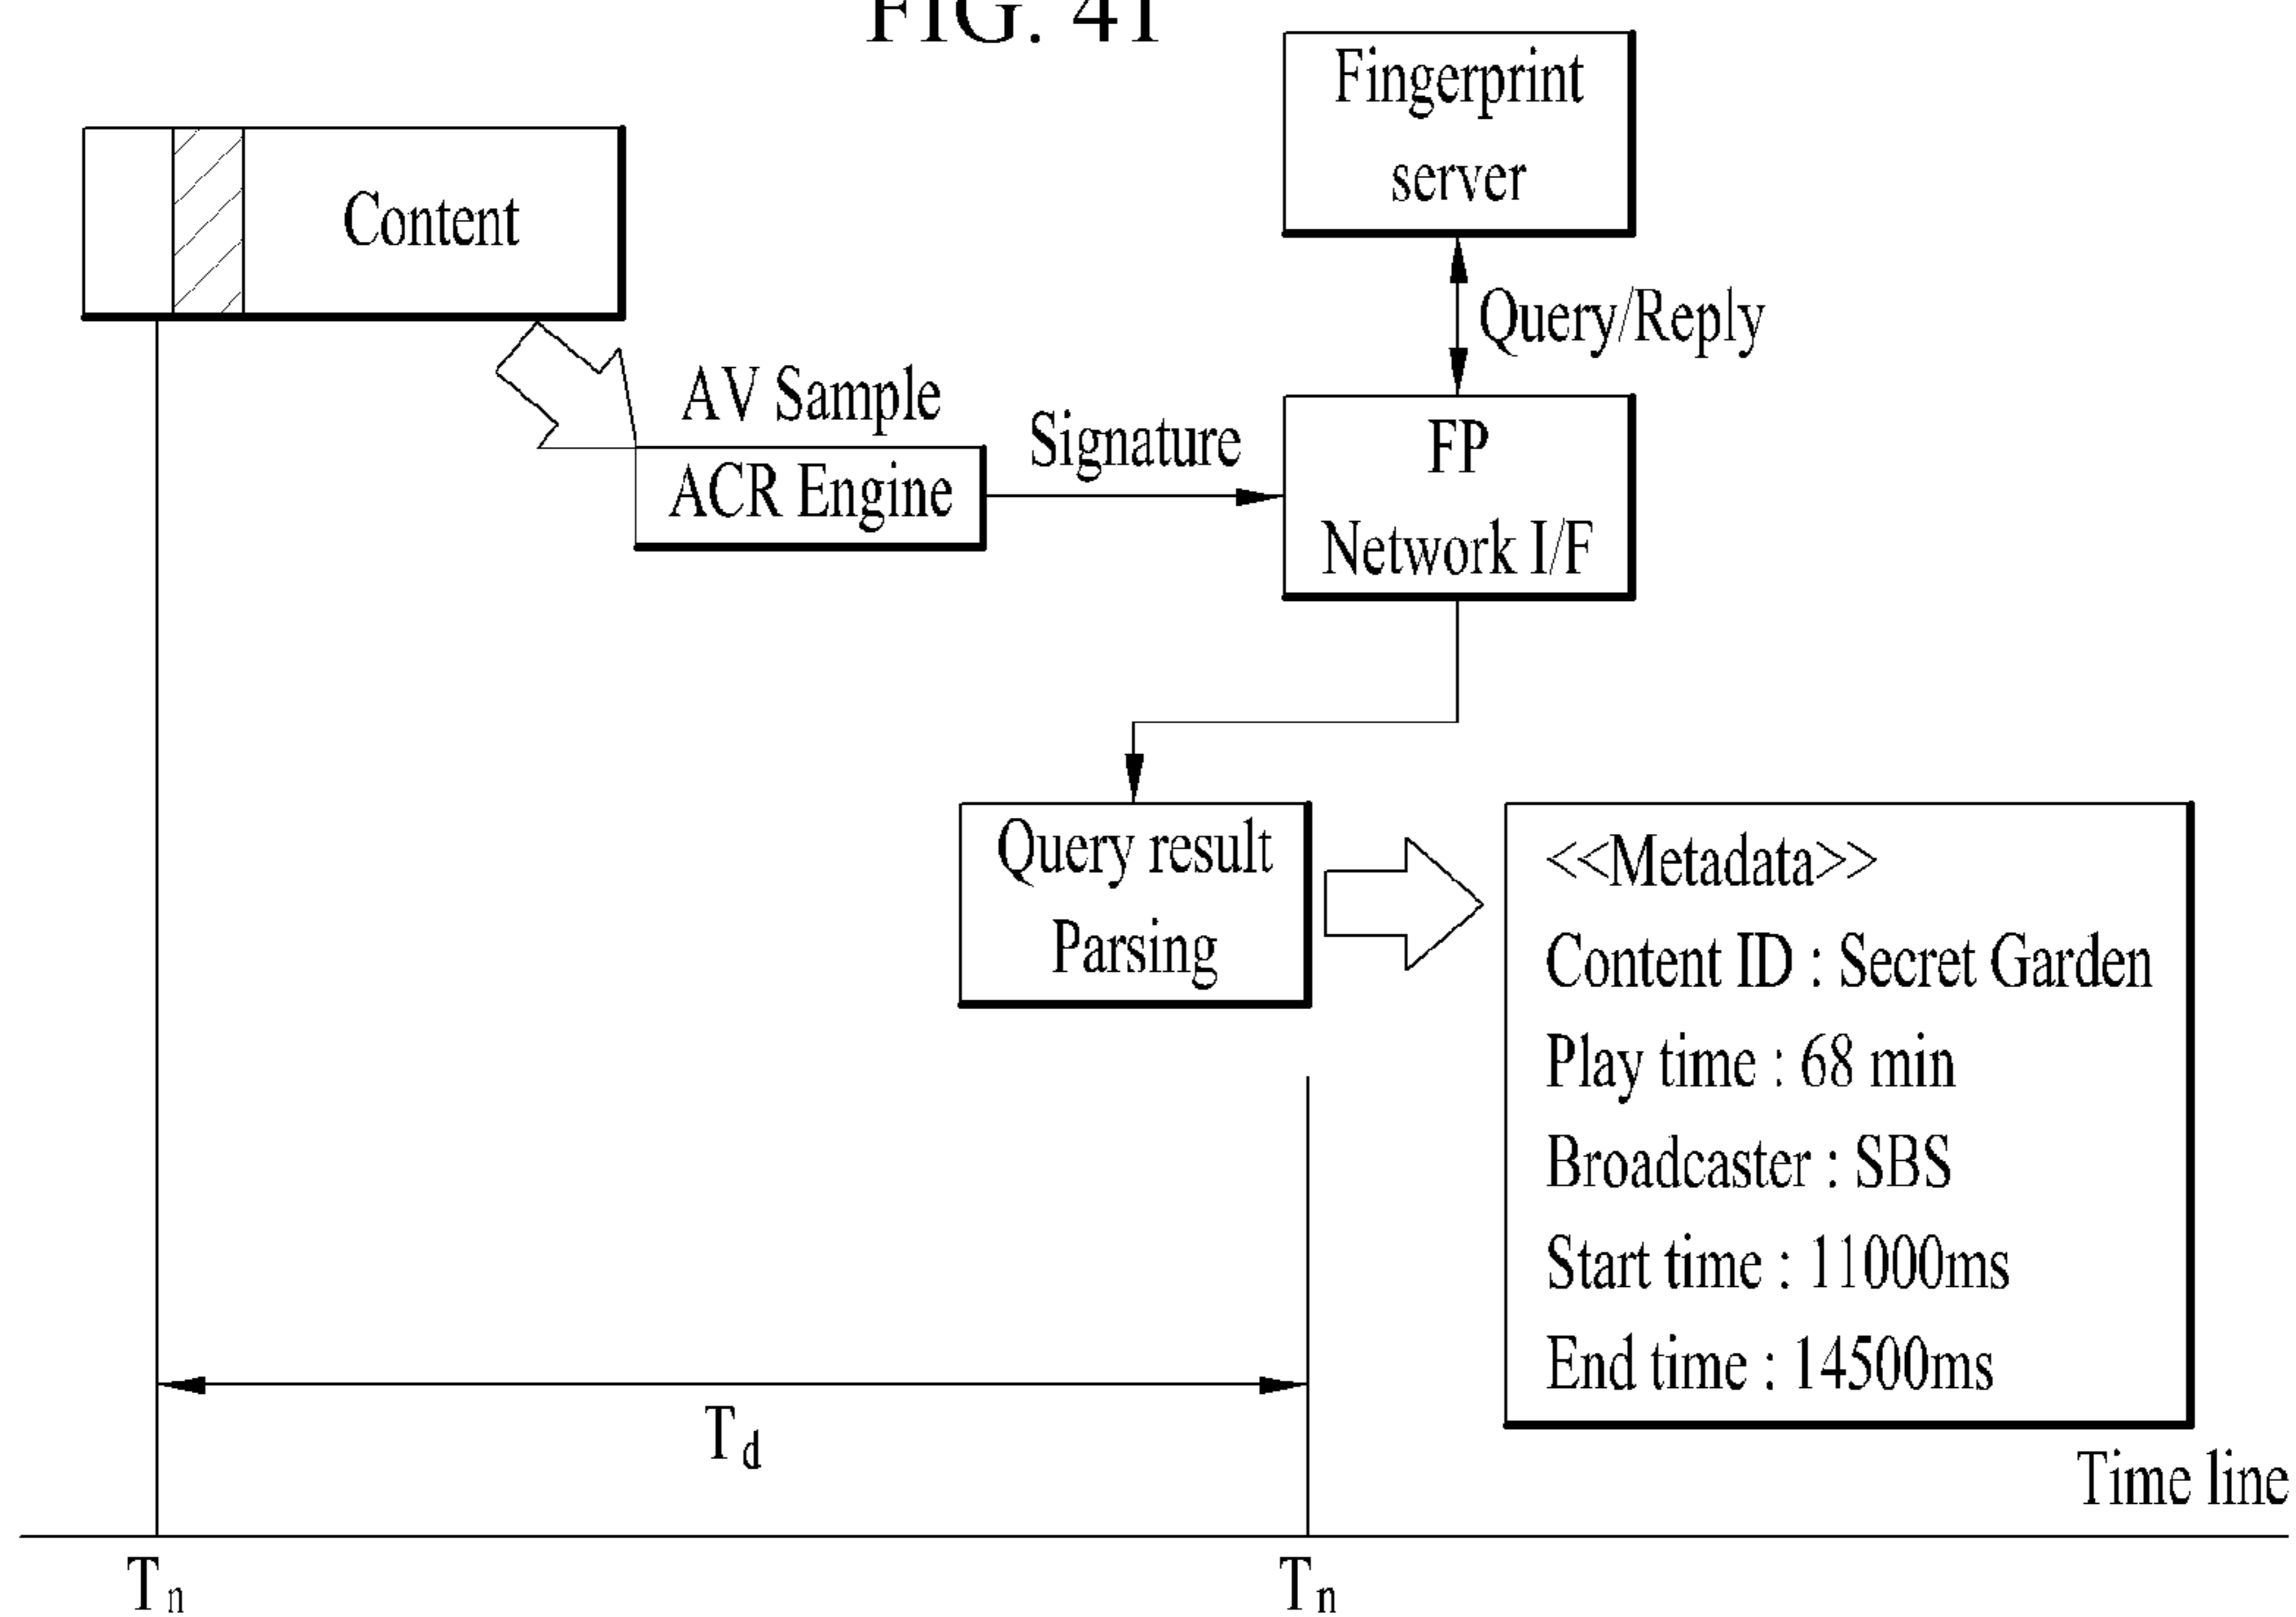 FIG. 41
Fingerprint
server
Content
Query/Reply
AV Sample
ACR Engine
Signature
FP
Network I/F
Query result
Parsing
<<Metadata>>
Content ID : Secret Garden
Play time : 68 min
Broadcaster : SBS
Start time : 11000ms
End time : 14500ms
Td
Time line
Tn
Tn